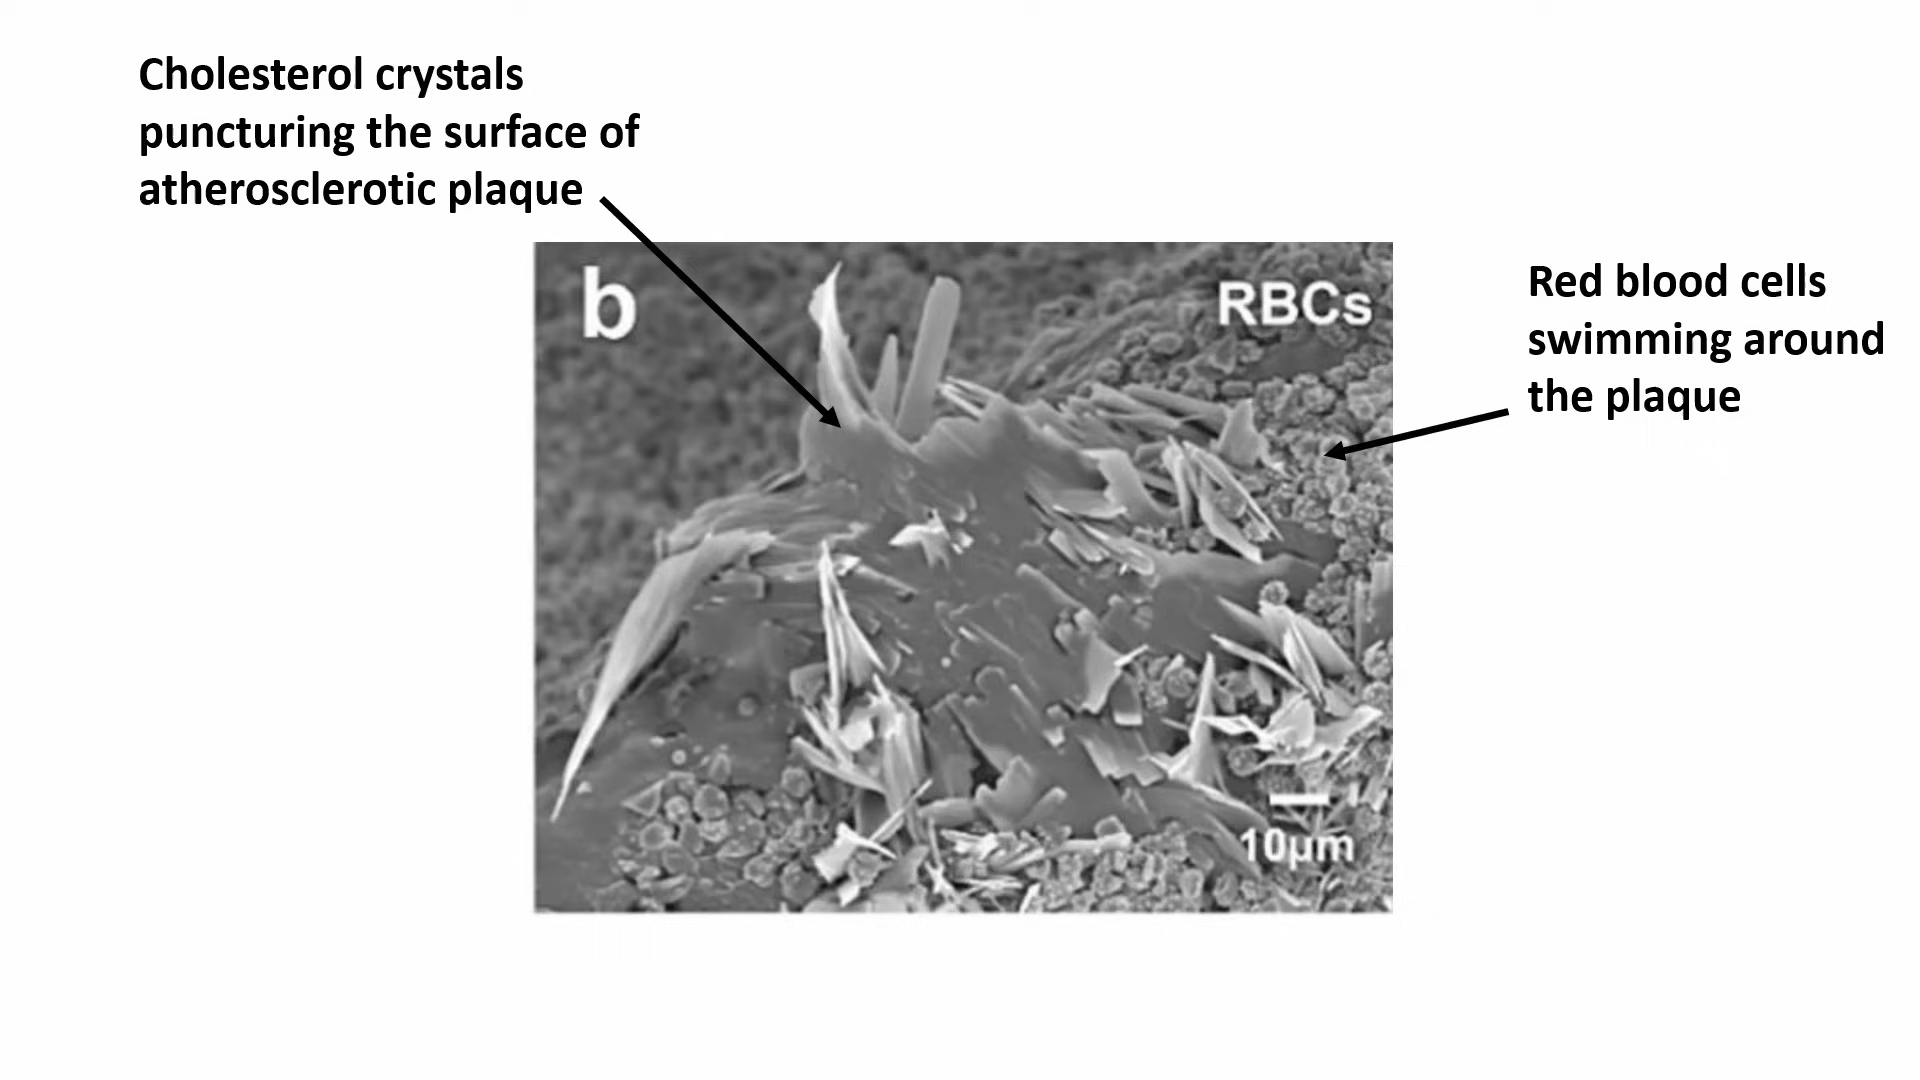 Cholesterol crystals
puncturing the surface of
atherosclerotic plaque
b
RBCs
Red blood cells
swimming around
the plaque
10µm